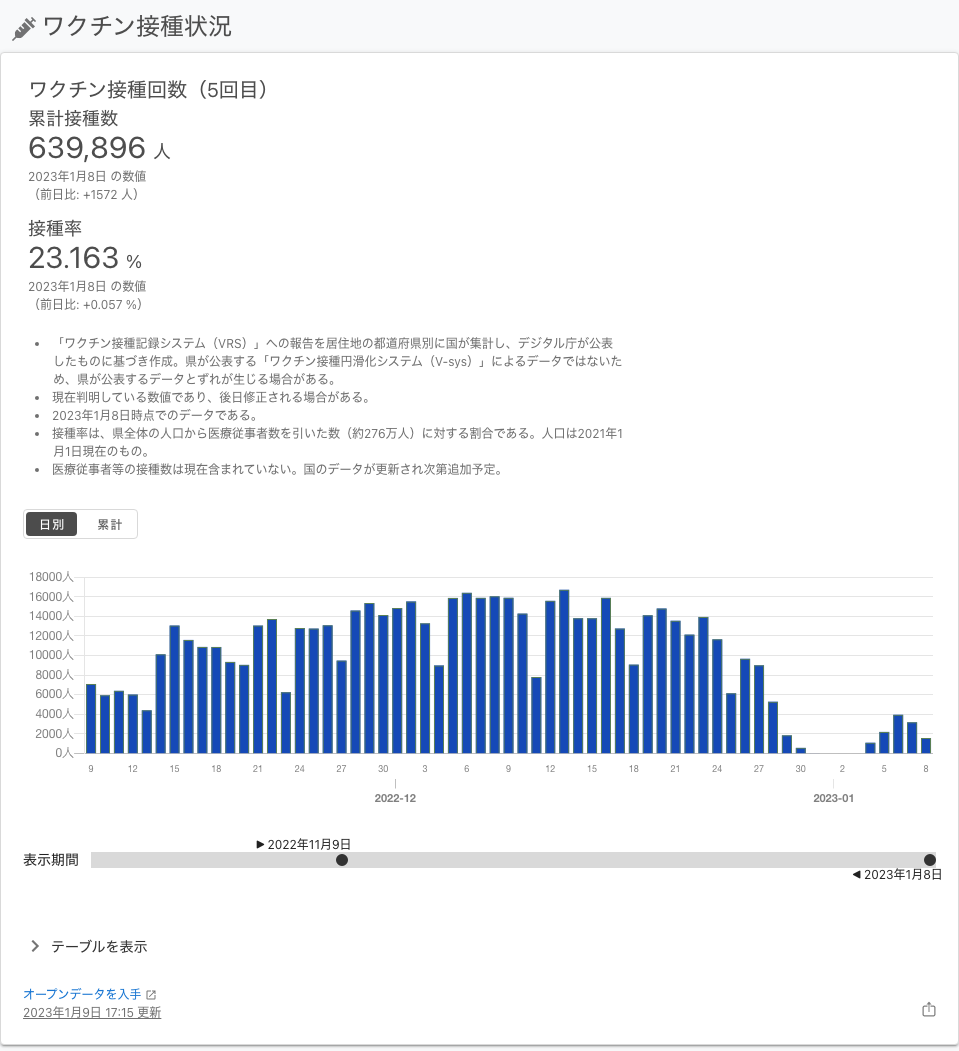 ワクチン接種状況
ワクチン接種回数（5回目）
累計接種数
639,896 人
2023年1月8日 の数値
（前日比: +1572 人）
接種率
23.163 %
2023年1月8日 の数値
（前日比: +0.057 %）
• 「ワクチン接種記録システム（VRS）」への報告を居住地の都道府県別に国が集計し、デジタル庁が公表
したものに基づき作成。県が公表する「ワクチン接種円滑化システム（V-sys）」によるデータではないた
め、県が公表するデータとずれが生じる場合がある。
• 現在判明している数値であり、後日修正される場合がある。
• 2023年1月8日時点でのデータである。
• 接種率は、県全体の人口から医療従事者数を引いた数（約276万人）に対する割合である。人口は2021年1
月1日現在のもの。
• 医療従事者等の接種数は現在含まれていない。国のデータが更新され次第追加予定。
日別 累計
18000人
16000人
14000人
12000人
10000人
8000人
6000人
4000人
2000人
0人
9 12 15 18 21 24 27 30 3 6 9 12 15 18 21 24 27 30 2 5 8
2022-12 2023-01
▶ 2022年11月9日
表示期間
◀ 2023年1月8日
テーブルを表示
オープンデータを入手
2023年1月9日 17:15 更新